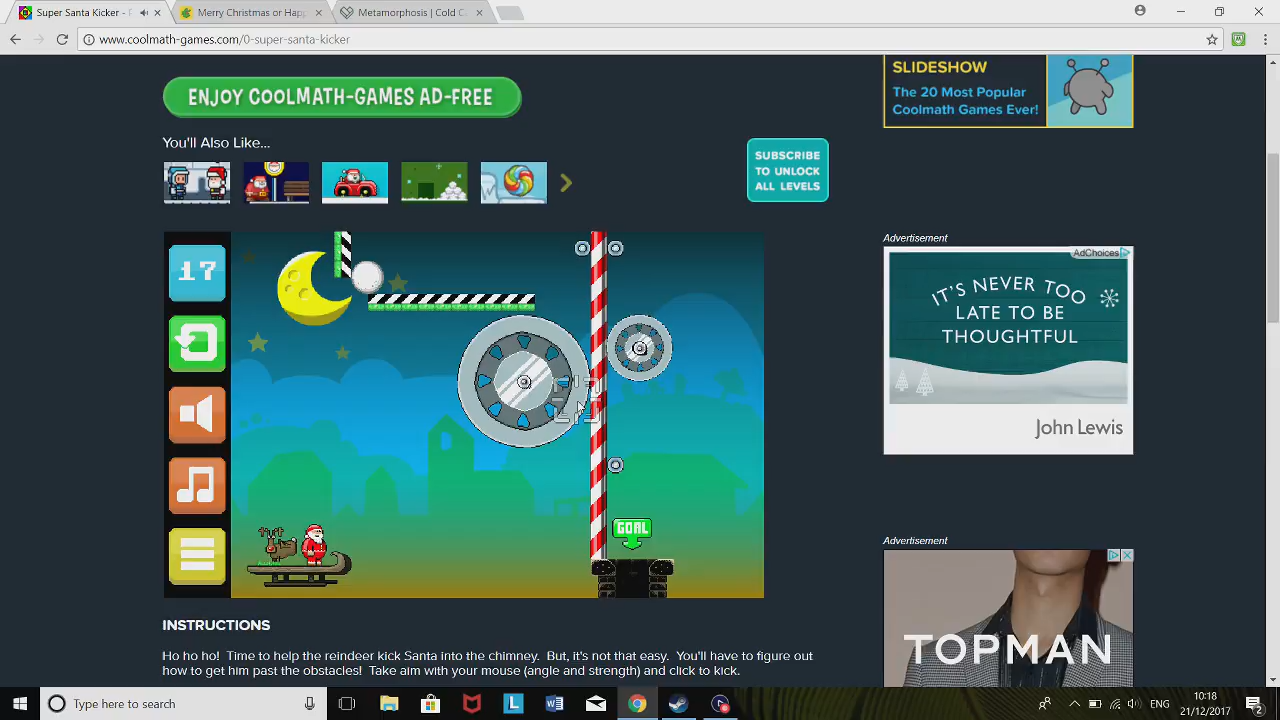 Super Santa Kicker - P
Merry Christmas or Hap
Metamorphosis | Cold C
www.coolmath-games.com/0-super-santa-kicker
ENJOY COOLMATH-GAMES AD-FREE
SLIDESHOW
The 20 Most Popular
Coolmath Games Ever!
You'll Also Like...
SUBSCRIBE
TO UNLOCK
ALL LEVELS
17
GOAL
Advertisement
AdChoices
IT'S NEVER TOO
LATE TO BE
THOUGHTFUL
John Lewis
Advertisement
TOPMAN
INSTRUCTIONS
Ho ho ho! Time to help the reindeer kick Santa into the chimney. But, it's not that easy. You'll have to figure out
how to get him past the obstacles! Take aim with your mouse (angle and strength) and click to kick.
Type here to search
ENG
10:18
21/12/2017
2